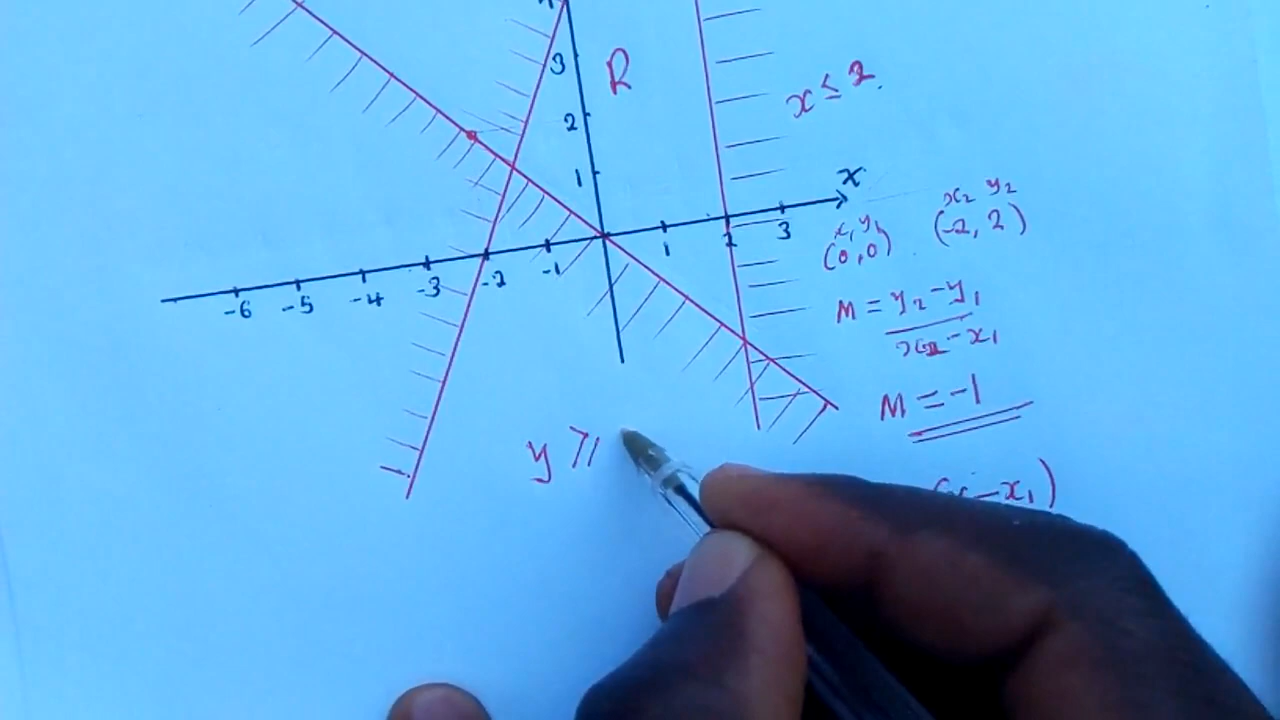 4
3
R
2
1
x ≤ 2
x
-6 -5 -4 -3 -2 -1 1 2 3
x₁ y₁
(0,0)
x₂ y₂
(-2, 2)
M = y₂-y₁
x₂-x₁
M = -1
-x₁)
y ≥